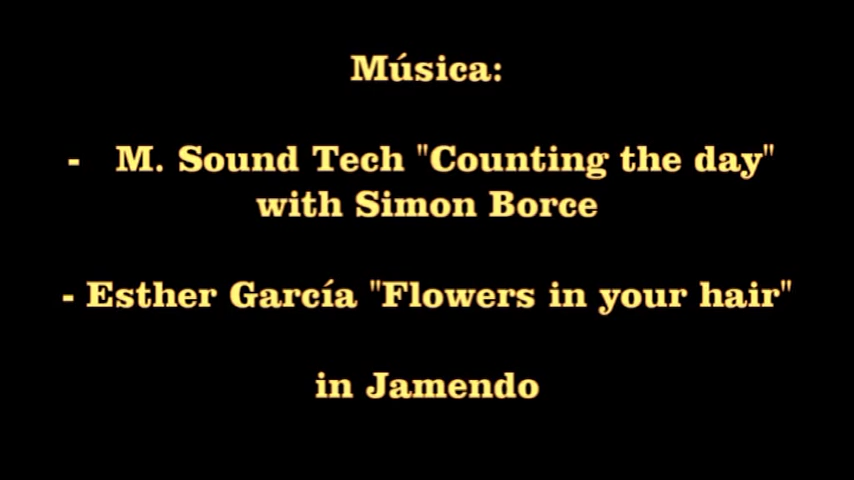 Música:
- M. Sound Tech "Counting the day"
with Simon Borce
- Esther García "Flowers in your hair"
in Jamendo